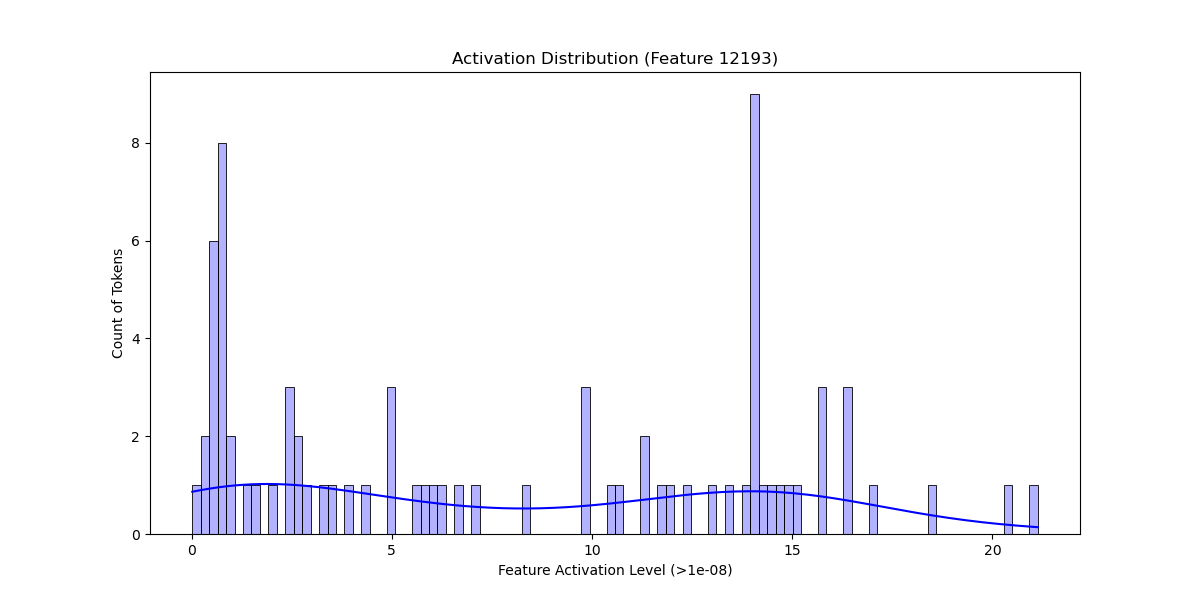 Activation Distribution (Feature 12193)
8
6
4
2
0
Count of Tokens
0 5 10 15 20
Feature Activation Level (>1e-08)